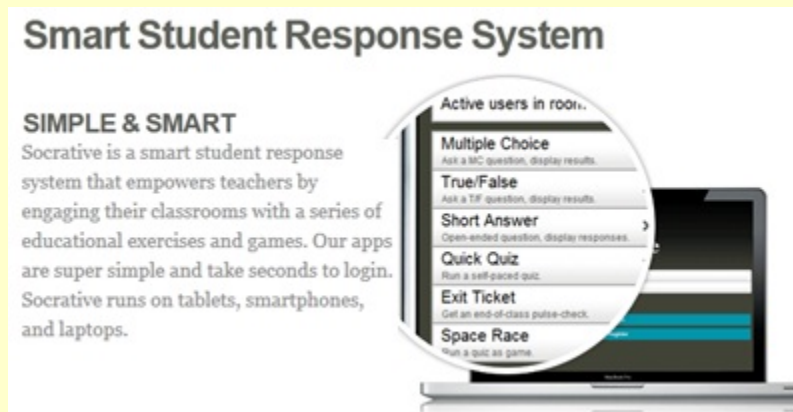 Smart Student Response System
SIMPLE & SMART
Socrative is a smart student response
system that empowers teachers by
engaging their classrooms with a series of
educational exercises and games. Our apps
are super simple and take seconds to login.
Socrative runs on tablets, smartphones,
and laptops.
Active users in room
Multiple Choice
Ask a MC question, display results.
True/False
Ask a T/F question, display results.
Short Answer
Open-ended question, display responses.
Quick Quiz
Run a self-paced quiz.
Exit Ticket
Get an end-of-class pulse-check.
Space Race
Run a quiz as game.